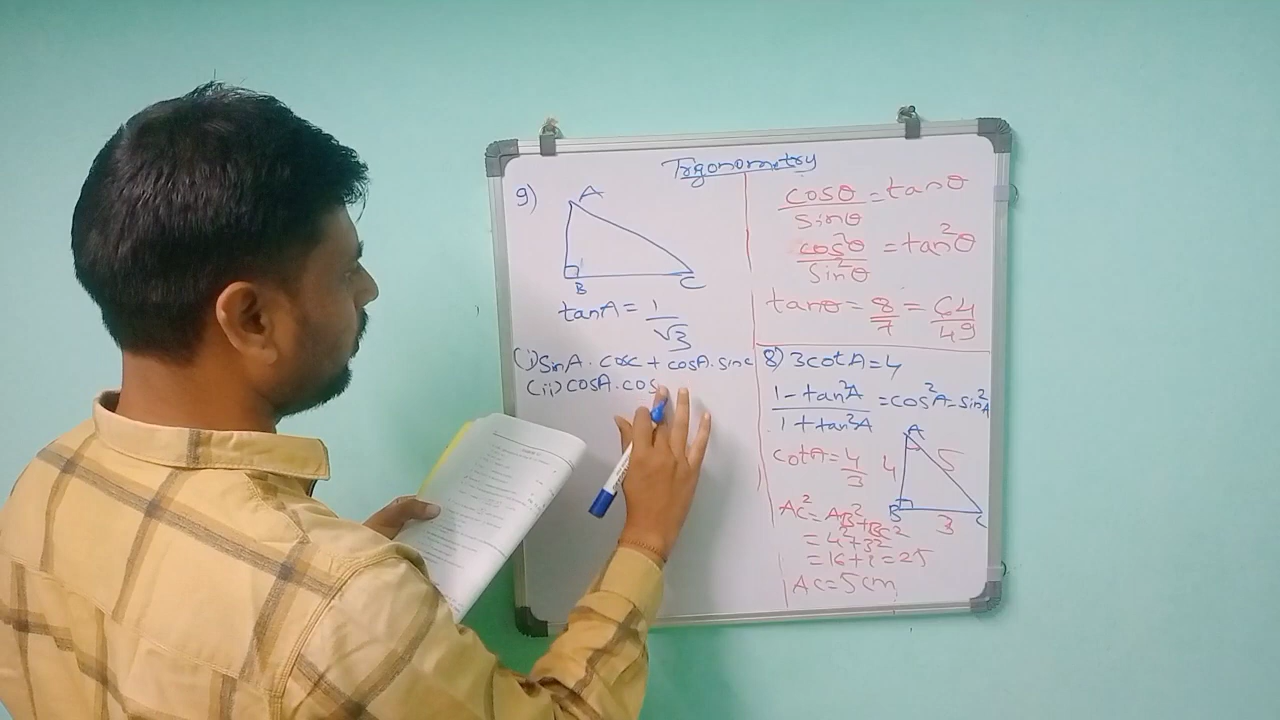 Trgonometry
9)
A
B
C
tanA = 1/√3
(i) sinA . cosc + cosA . sinc
(ii) cosA . cos
cosθ/sinθ = tanθ
cos²θ/sin²θ = tan²θ
tanθ = 8/7 = 64/49
8) 3cotA = 4
1 - tan²A/1 + tan²A = cos²A - sin²A
cotA = 4/3
A
4
5
B
3
C
AC² = AB² + BC²
= 4² + 3²
= 16 + 9 = 25
AC = 5cm